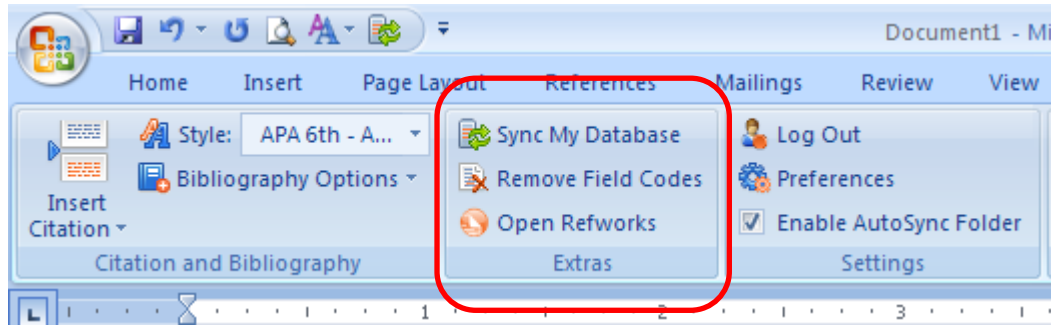 Document1 - Mi
Home Insert Page Layout References Mailings Review View
Style: APA 6th - A...
Bibliography Options
Insert
Citation
Citation and Bibliography
Sync My Database
Remove Field Codes
Open Refworks
Extras
Log Out
Preferences
Enable AutoSync Folder
Settings
L 1 2 3